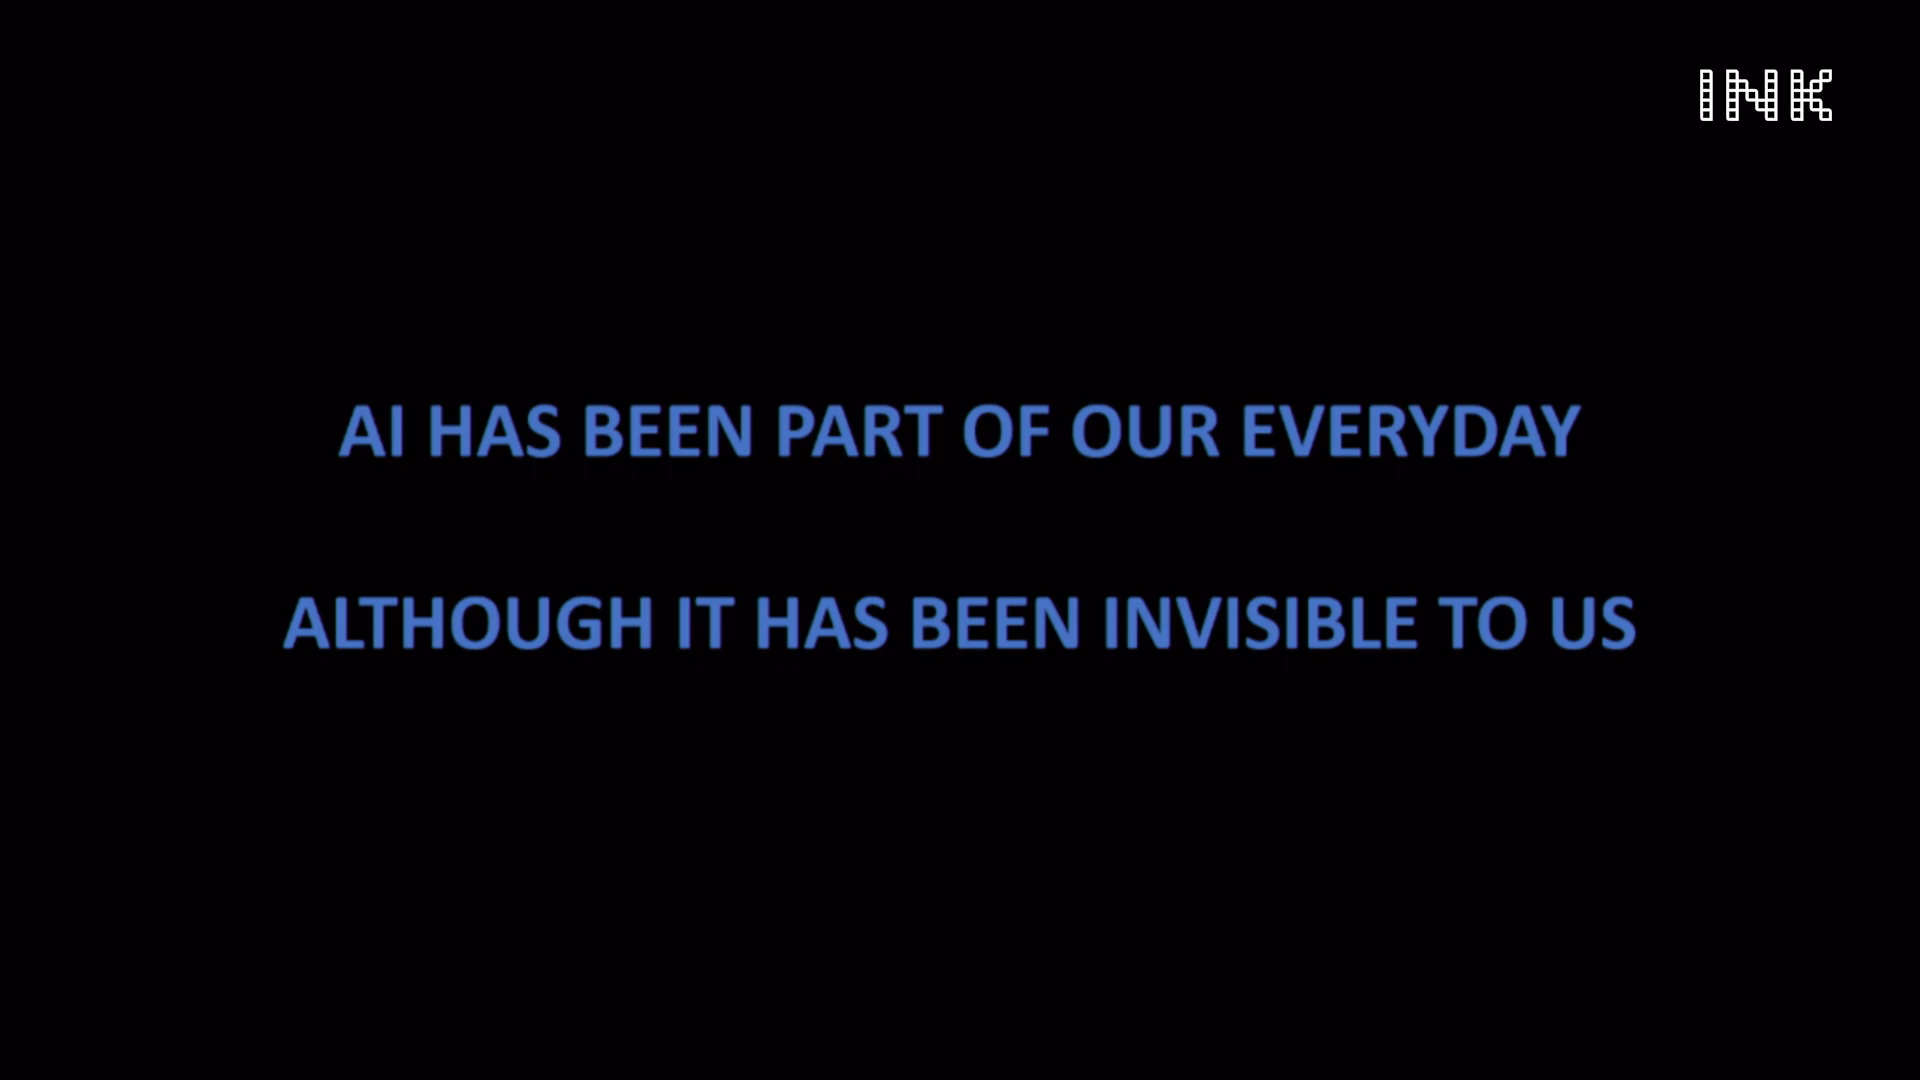 INK
AI HAS BEEN PART OF OUR EVERYDAY
ALTHOUGH IT HAS BEEN INVISIBLE TO US